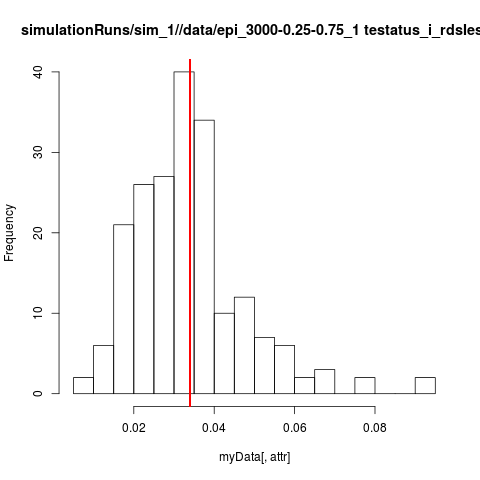 simulationRuns/sim_1//data/epi_3000-0.25-0.75_1 testatus_i_rdsles
Frequency
40
30
20
10
0
0.02 0.04 0.06 0.08
myData[, attr]